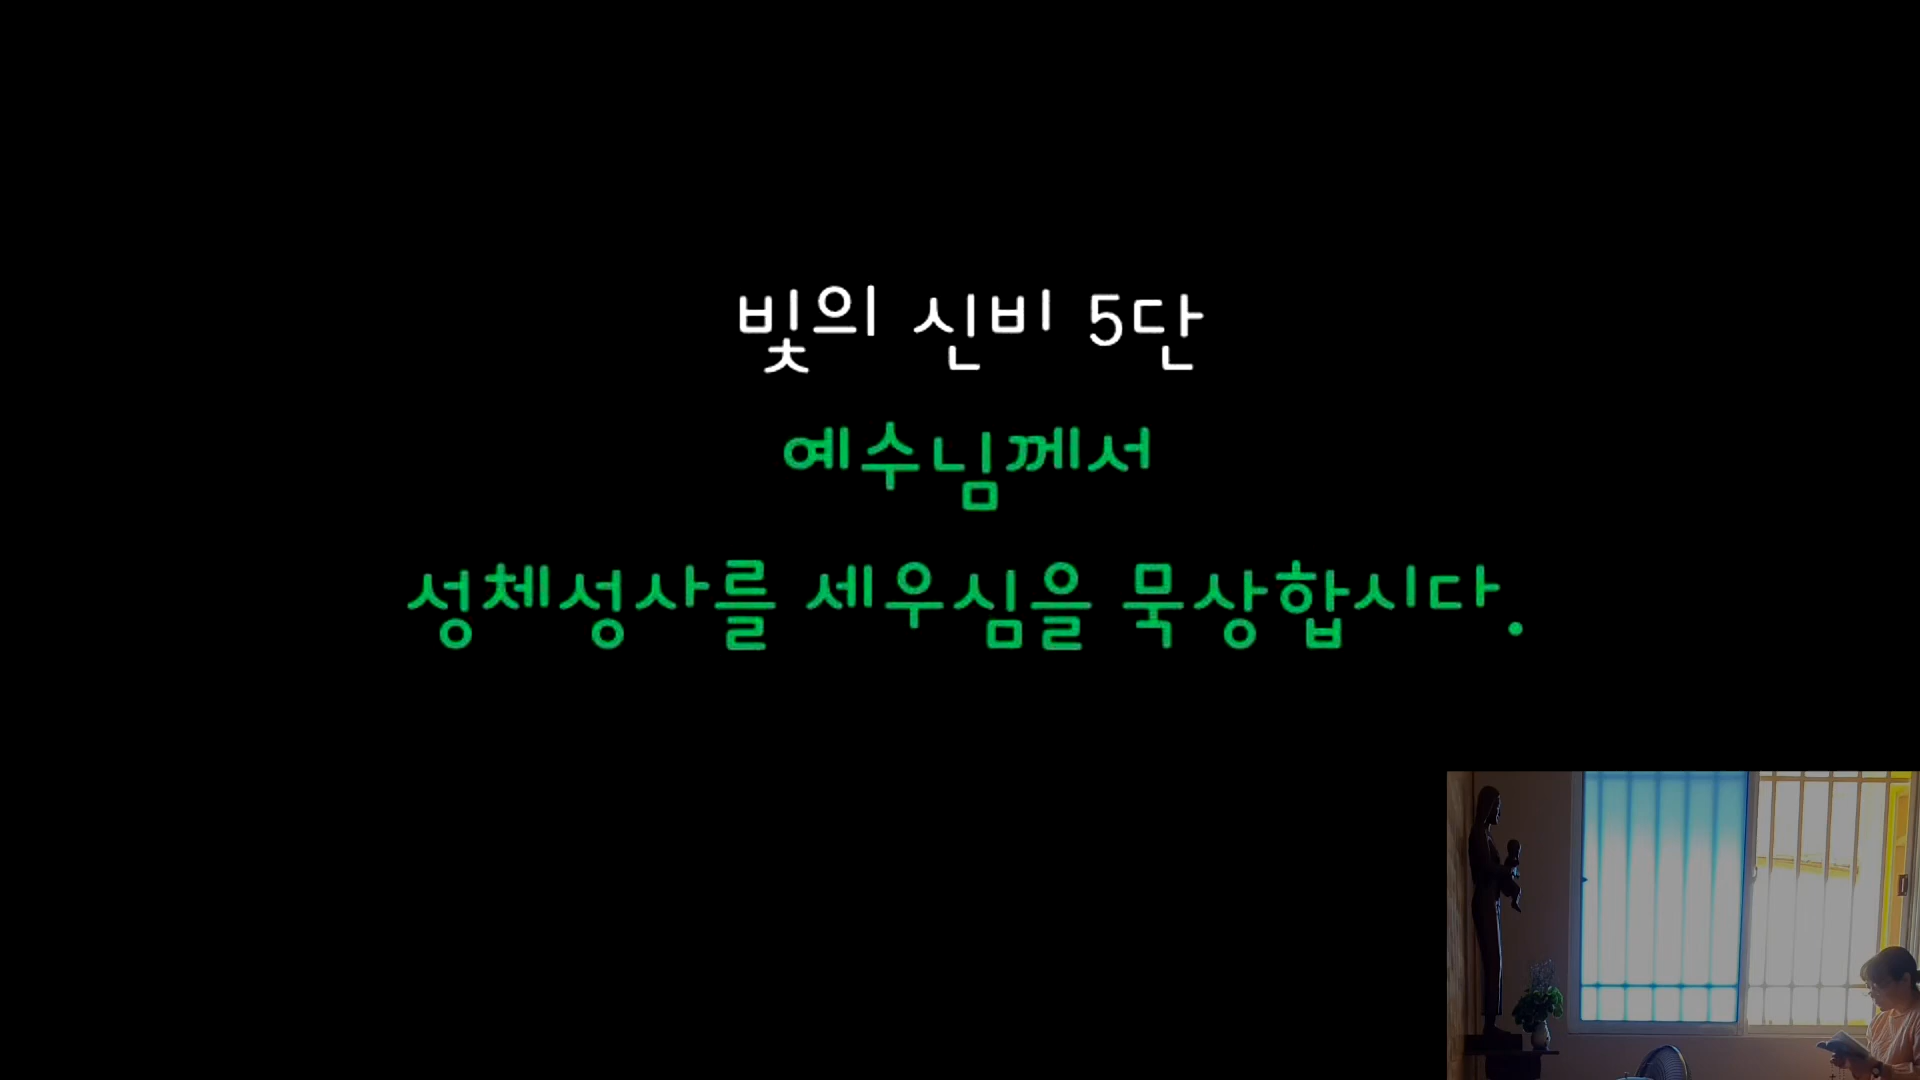 빛의 신비 5단
예수님께서
성체성사를 세우심을 묵상합시다.